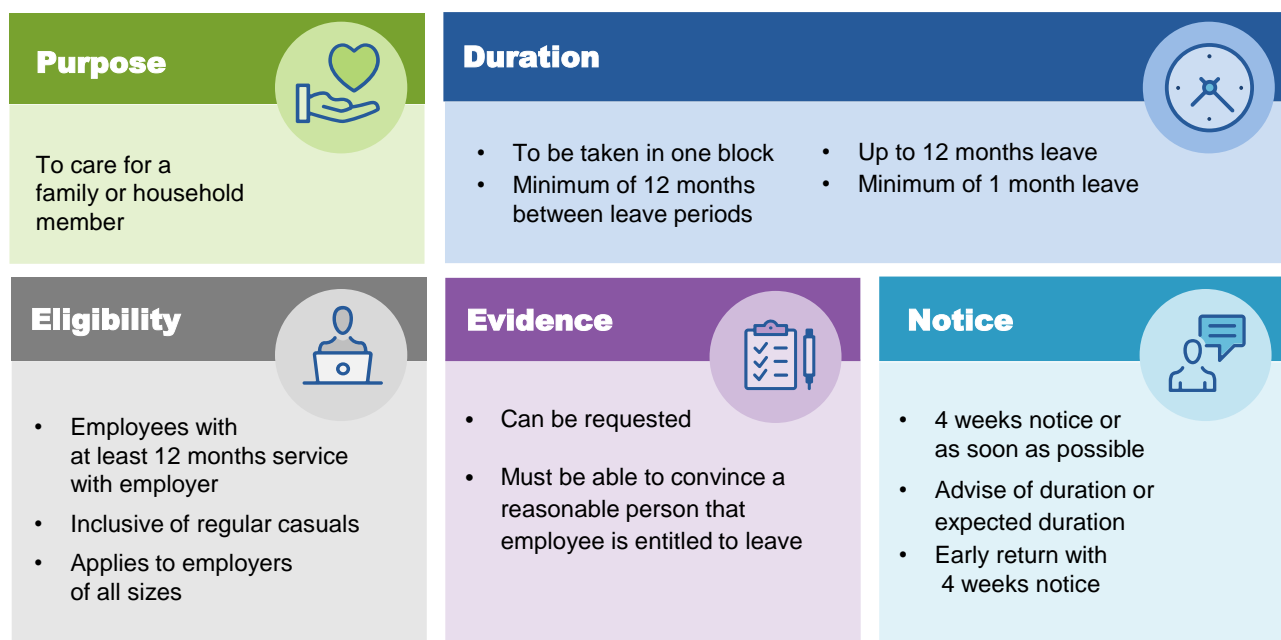 Purpose
To care for a
family or household
member
Duration
• To be taken in one block
• Minimum of 12 months
between leave periods
• Up to 12 months leave
• Minimum of 1 month leave
Eligibility
• Employees with
at least 12 months service
with employer
• Inclusive of regular casuals
• Applies to employers
of all sizes
Evidence
• Can be requested
• Must be able to convince a
reasonable person that
employee is entitled to leave
Notice
• 4 weeks notice or
as soon as possible
• Advise of duration or
expected duration
• Early return with
4 weeks notice